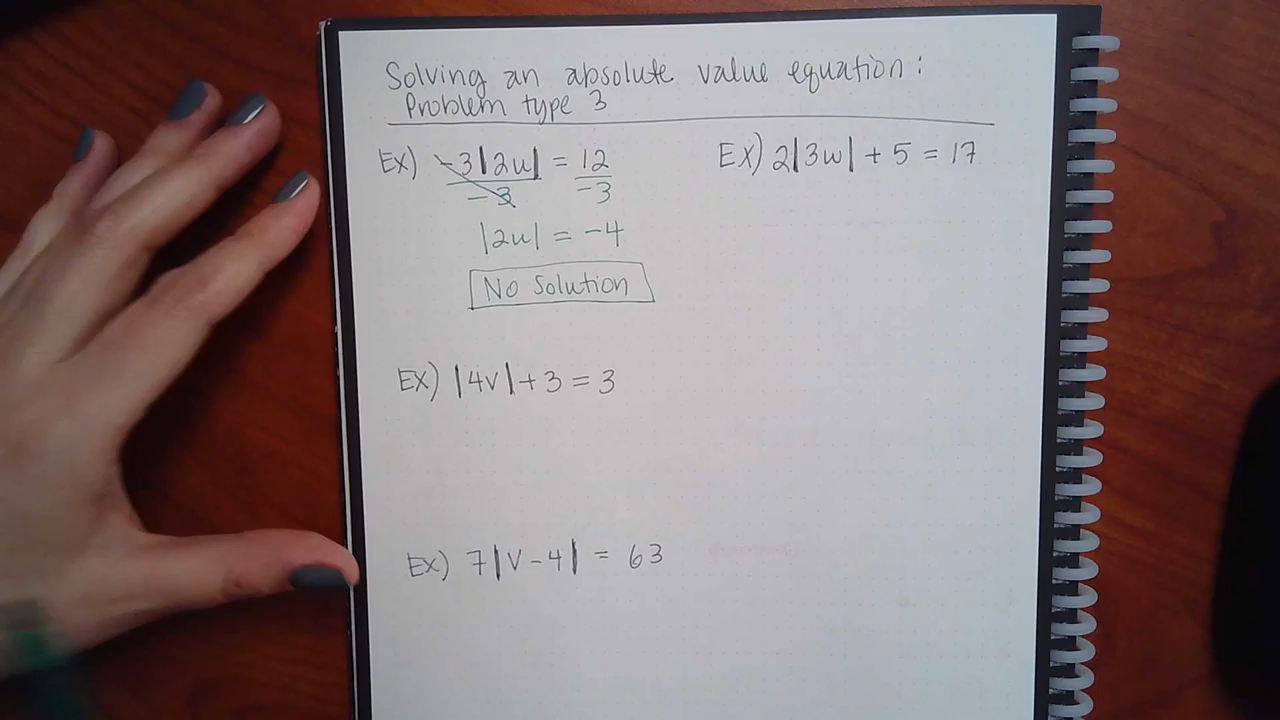 Solving an absolute value equation:
Problem type 3
Ex) -3|2u| = 12
-3 -3
|2u| = -4
No Solution
Ex) |4v| + 3 = 3
Ex) 7|v - 4| = 63
Ex) 2|3w| + 5 = 17